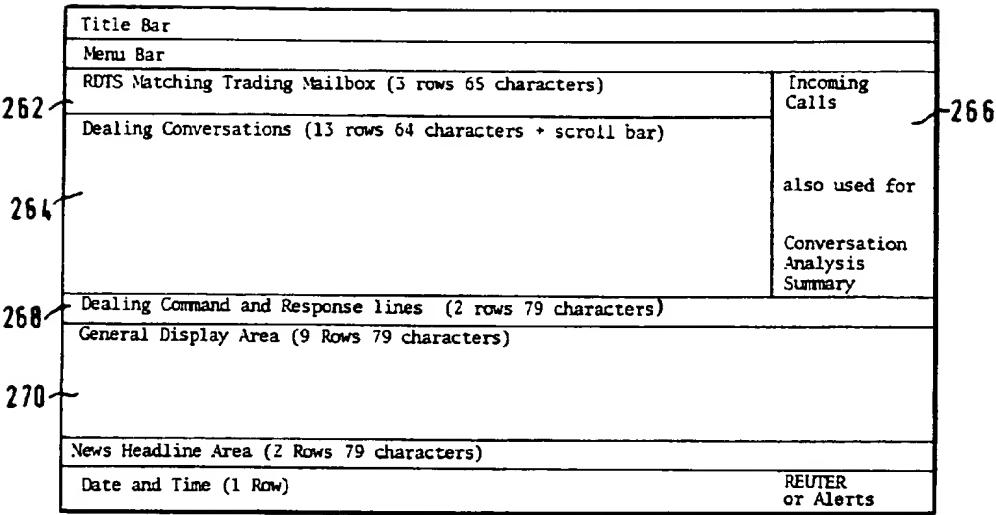 Title Bar
Menu Bar
RDTS Matching Trading Mailbox (3 rows 65 characters)
Incoming
Calls
262
266
Dealing Conversations (13 rows 64 characters + scroll bar)
also used for
264
Conversation
Analysis
Summary
268
Dealing Command and Response lines (2 rows 79 characters)
General Display Area (9 Rows 79 characters)
270
News Headline Area (2 Rows 79 characters)
Date and Time (1 Row)
REUTER
or Alerts